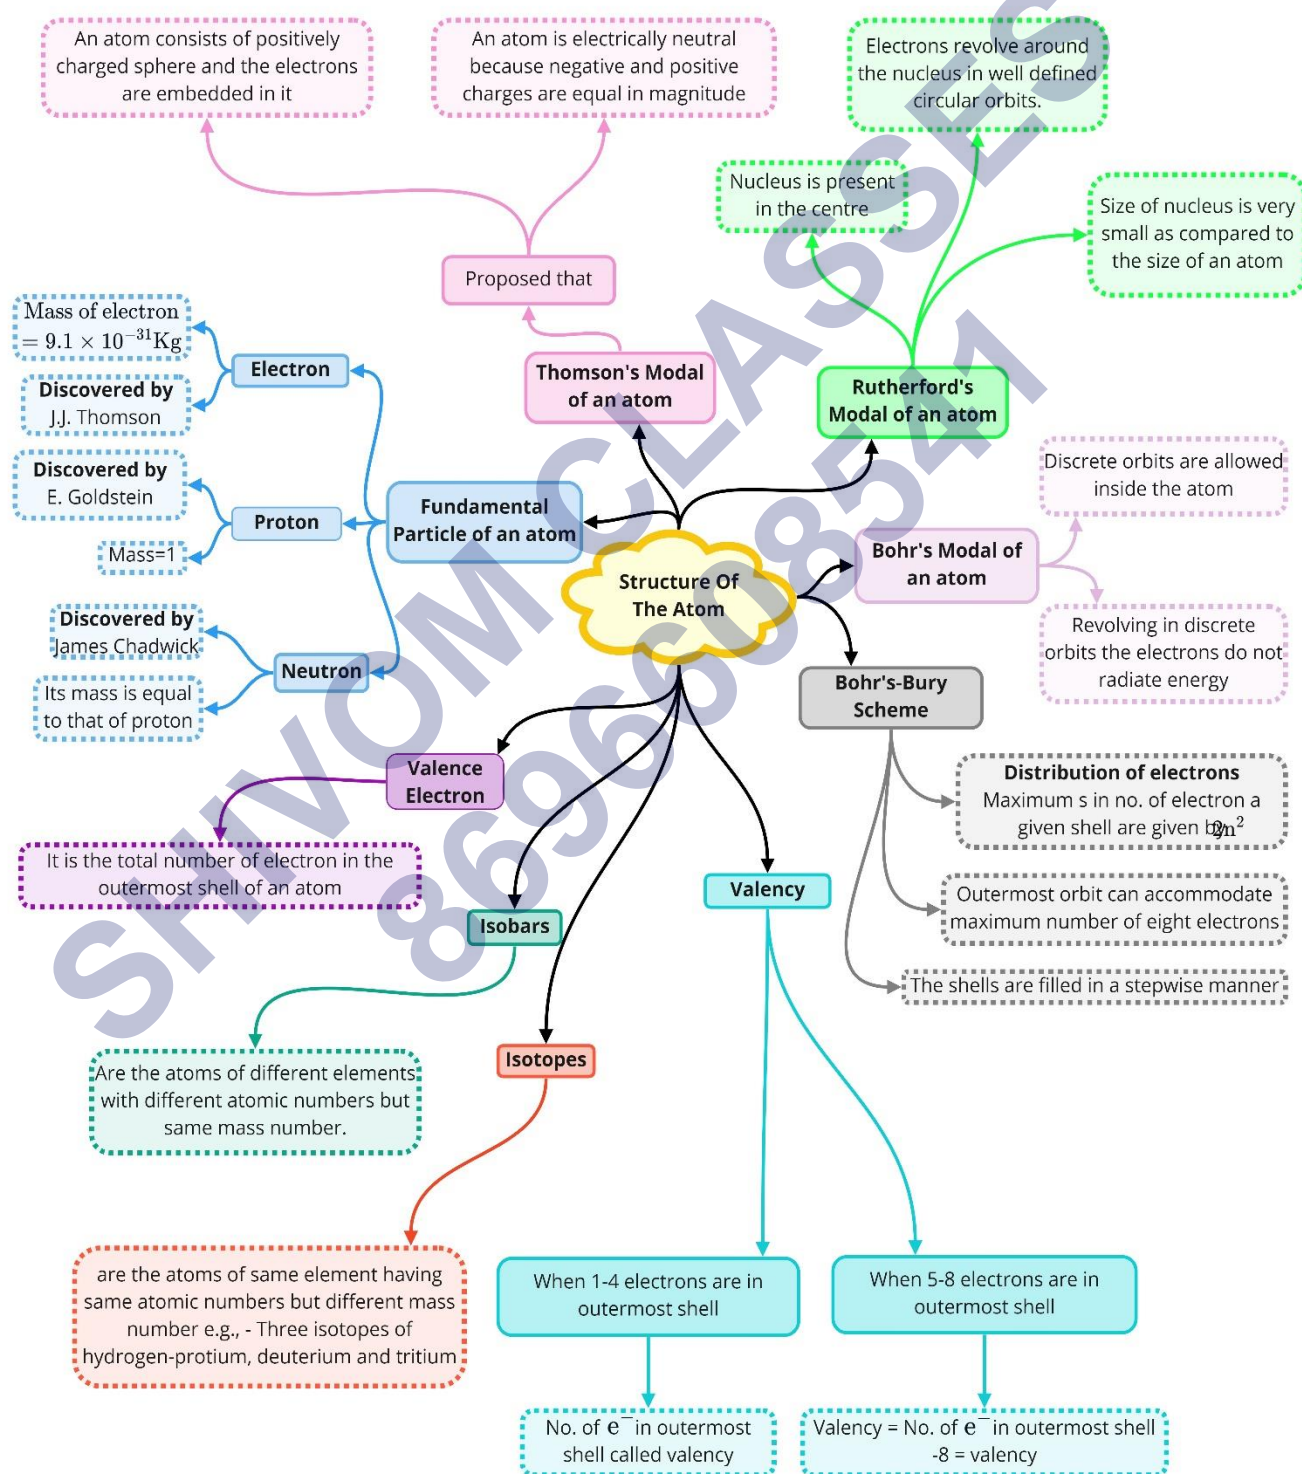 An atom consists of positively
charged sphere and the electrons
are embedded in it
An atom is electrically neutral
because negative and positive
charges are equal in magnitude
Electrons revolve around
the nucleus in well defined
circular orbits.
Nucleus is present
in the centre
Size of nucleus is very
small as compared to
the size of an atom
Proposed that
Thomson's Modal
of an atom
Rutherford's
Modal of an atom
Mass of electron
= 9.1 × 10⁻³¹Kg
Electron
Discovered by
J.J. Thomson
Discovered by
E. Goldstein
Proton
Mass=1
Fundamental
Particle of an atom
Discovered by
James Chadwick
Neutron
Its mass is equal
to that of proton
Structure Of
The Atom
Discrete orbits are allowed
inside the atom
Bohr's Modal of
an atom
Revolving in discrete
orbits the electrons do not
radiate energy
Bohr's-Bury
Scheme
Distribution of electrons
Maximum s in no. of electron a
given shell are given by 2n²
Outermost orbit can accommodate
maximum number of eight electrons
The shells are filled in a stepwise manner
Valence
Electron
It is the total number of electron in the
outermost shell of an atom
Isobars
Are the atoms of different elements
with different atomic numbers but
same mass number.
Isotopes
are the atoms of same element having
same atomic numbers but different mass
number e.g., - Three isotopes of
hydrogen-protium, deuterium and tritium
Valency
When 1-4 electrons are in
outermost shell
When 5-8 electrons are in
outermost shell
No. of e⁻ in outermost
shell called valency
Valency = No. of e⁻ in outermost shell
-8 = valency
SHIVOM CLASSES
8696608541